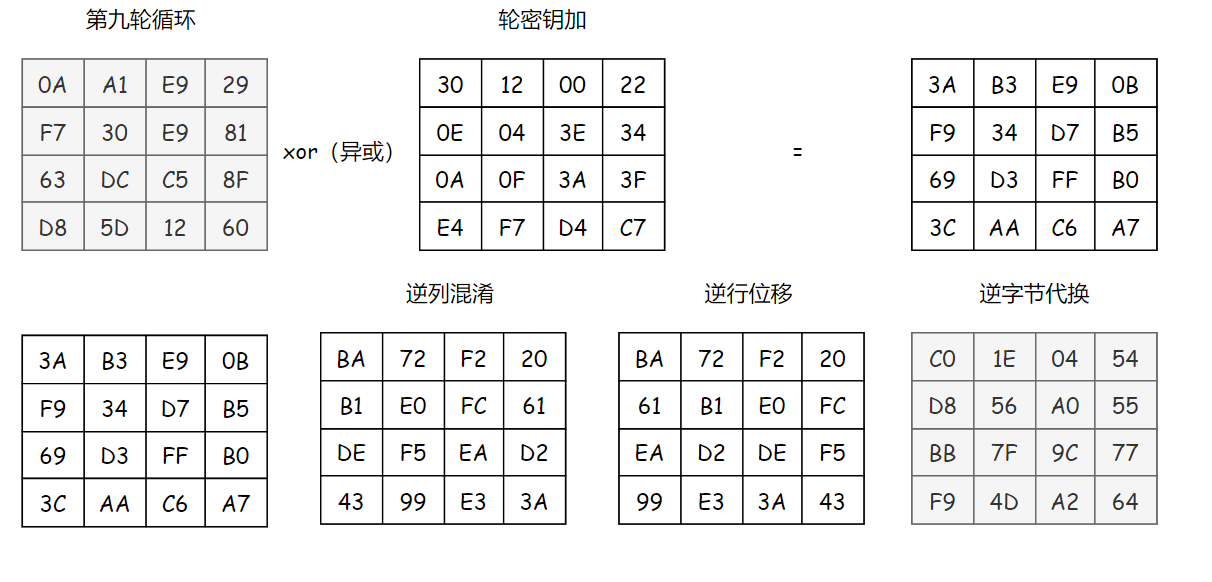 第九轮循环 轮密钥加
0A A1 E9 29 30 12 00 22 3A B3 E9 0B
F7 30 E9 81 0E 04 3E 34 F9 34 D7 B5
xor（异或） =
63 DC C5 8F 0A 0F 3A 3F 69 D3 FF B0
D8 5D 12 60 E4 F7 D4 C7 3C AA C6 A7
逆列混淆 逆行位移 逆字节代换
3A B3 E9 0B BA 72 F2 20 BA 72 F2 20 C0 1E 04 54
F9 34 D7 B5 B1 E0 FC 61 61 B1 E0 FC D8 56 A0 55
69 D3 FF B0 DE F5 EA D2 EA D2 DE F5 BB 7F 9C 77
3C AA C6 A7 43 99 E3 3A 99 E3 3A 43 F9 4D A2 64